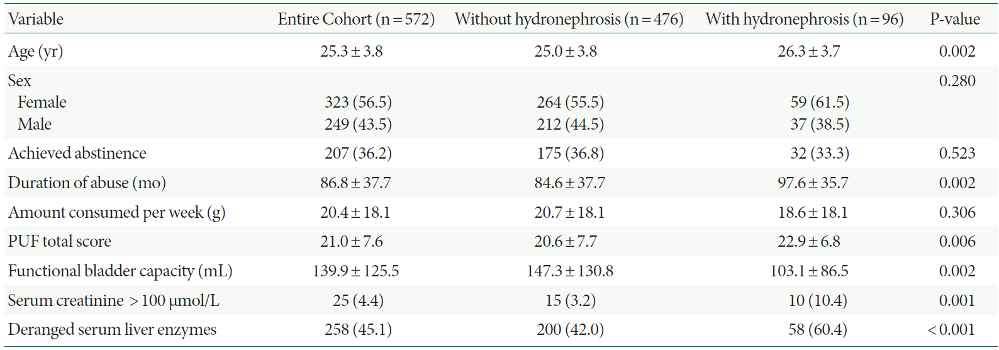 Variable Entire Cohort (n=572) Without hydronephrosis (n=476) With hydronephrosis (n=96) P-value
Age (yr) 25.3±3.8 25.0±3.8 26.3±3.7 0.002
Sex 0.280
Female 323 (56.5) 264 (55.5) 59 (61.5)
Male 249 (43.5) 212 (44.5) 37 (38.5)
Achieved abstinence 207 (36.2) 175 (36.8) 32 (33.3) 0.523
Duration of abuse (mo) 86.8±37.7 84.6±37.7 97.6±35.7 0.002
Amount consumed per week (g) 20.4±18.1 20.7±18.1 18.6±18.1 0.306
PUF total score 21.0±7.6 20.6±7.7 22.9±6.8 0.006
Functional bladder capacity (mL) 139.9±125.5 147.3±130.8 103.1±86.5 0.002
Serum creatinine >100 μmol/L 25 (4.4) 15 (3.2) 10 (10.4) 0.001
Deranged serum liver enzymes 258 (45.1) 200 (42.0) 58 (60.4) <0.001